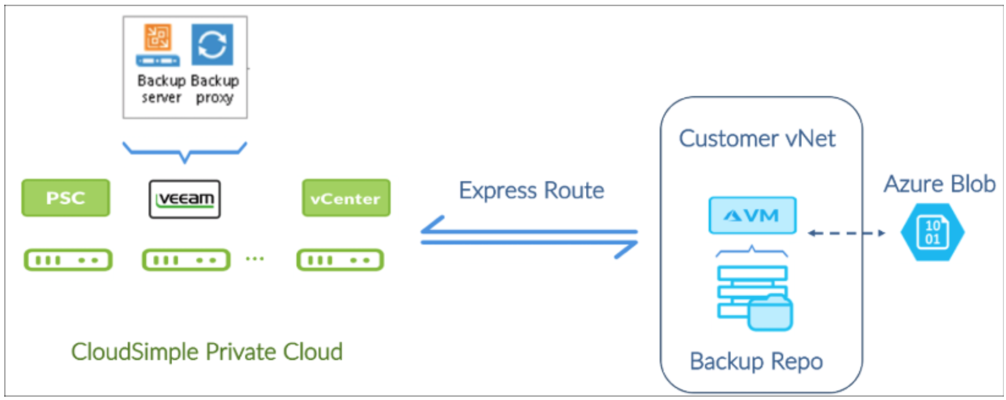 Backup Backup
server proxy
PSC
veeam
vCenter
Express Route
Customer vNet
VM
Azure Blob
10
01
...
CloudSimple Private Cloud
Backup Repo